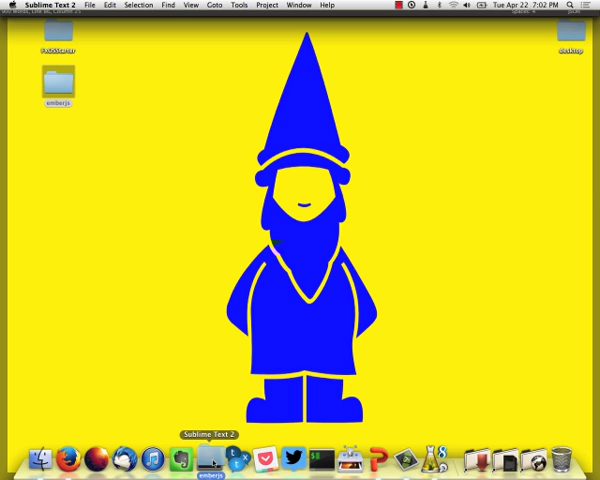 Sublime Text 2 File Edit Selection Find View Goto Tools Project Window Help Tue Apr 22 7:02 PM
desktop
emberjs
Sublime Text 2
emberjs